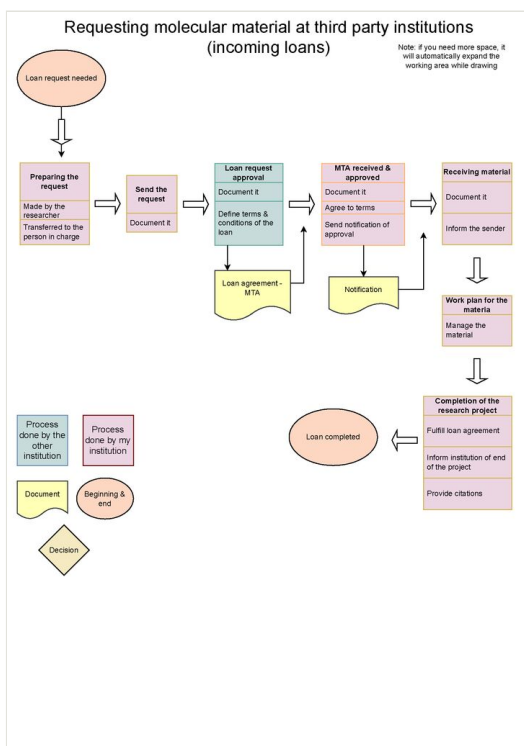 Requesting molecular material at third party institutions
(incoming loans)
Note: if you need more space, it
will automatically expand the
working area while drawing
Loan request needed
Preparing the
request
Made by the
researcher
Transferred to the
person in charge
Send the
request
Document it
Loan request
approval
Document it
Define terms &
conditions of the
loan
MTA received &
approved
Document it
Agree to terms
Send notification of
approval
Receiving material
Document it
Inform the sender
Loan agreement -
MTA
Notification
Work plan for the
materia
Manage the
material
Completion of the
research project
Fulfill loan agreement
Inform institution of end
of the project
Provide citations
Loan completed
Process
done by the
other
institution
Process
done by my
institution
Document
Beginning &
end
Decision